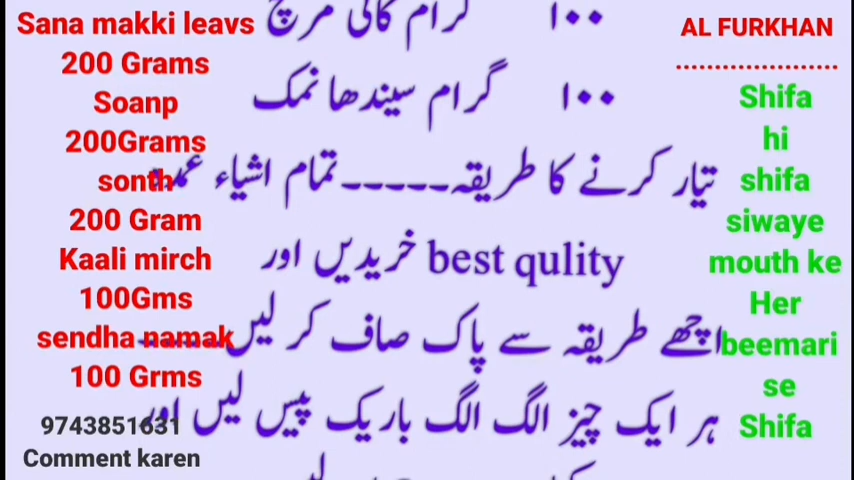 Sana makki leavs
200 Grams
Soanp
200Grams
sonth
200 Gram
Kaali mirch
100Gms
sendha namak
100 Grms
9743851631
Comment karen
۱۰۰ گرام کالی مرچ
۱۰۰ گرام سیندھا نمک
تیار کرنے کا طریقہ-----تمام اشیاء عمدہ
best qulity خریدیں اور
اچھے طریقہ سے پاک صاف کر لیں
ہر ایک چیز الگ الگ باریک پیس لیں اور
AL FURKHAN
....................
Shifa
hi
shifa
siwaye
mouth ke
Her
beemari
se
Shifa